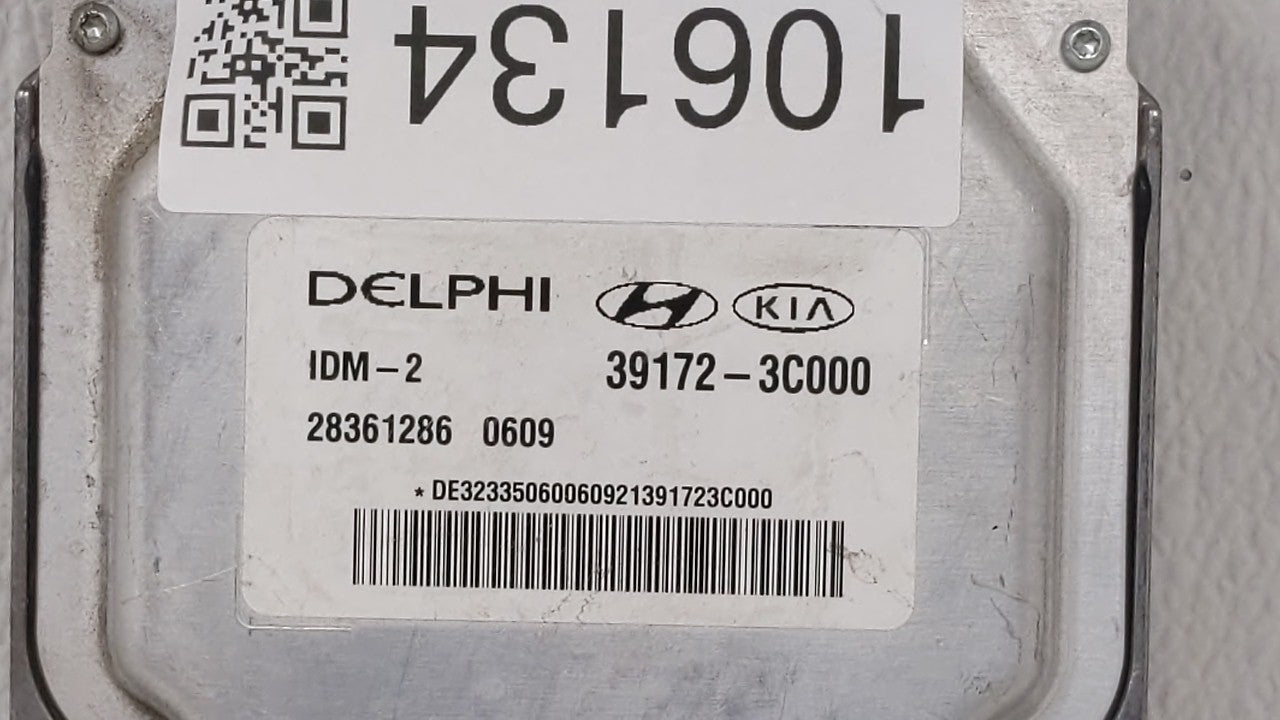 106134
DELPHI KIA
IDM-2 39172-3C000
28361286 0609
* DE32335060060921391723C000